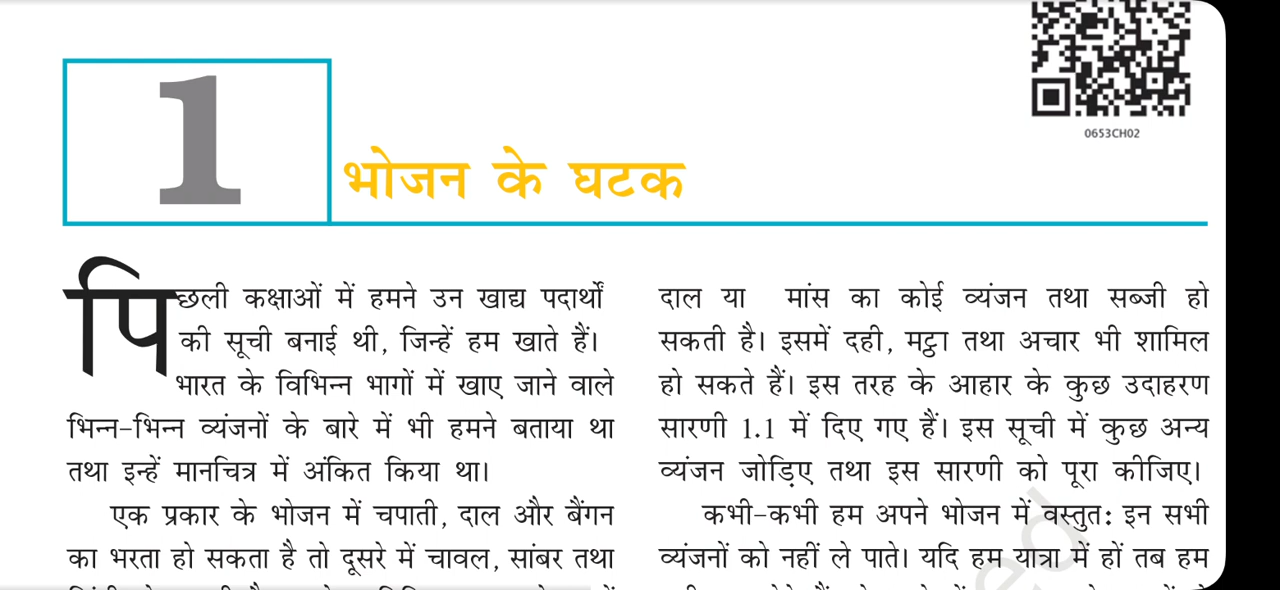 0653CH02
1
भोजन के घटक
पिछली कक्षाओं में हमने उन खाद्य पदार्थों
की सूची बनाई थी, जिन्हें हम खाते हैं।
भारत के विभिन्न भागों में खाए जाने वाले
भिन्न-भिन्न व्यंजनों के बारे में भी हमने बताया था
तथा इन्हें मानचित्र में अंकित किया था।
एक प्रकार के भोजन में चपाती, दाल और बैंगन
का भरता हो सकता है तो दूसरे में चावल, सांबर तथा
दाल या मांस का कोई व्यंजन तथा सब्जी हो
सकती है। इसमें दही, मट्ठा तथा अचार भी शामिल
हो सकते हैं। इस तरह के आहार के कुछ उदाहरण
सारणी 1.1 में दिए गए हैं। इस सूची में कुछ अन्य
व्यंजन जोड़िए तथा इस सारणी को पूरा कीजिए।
कभी-कभी हम अपने भोजन में वस्तुत: इन सभी
व्यंजनों को नहीं ले पाते। यदि हम यात्रा में हों तब हम